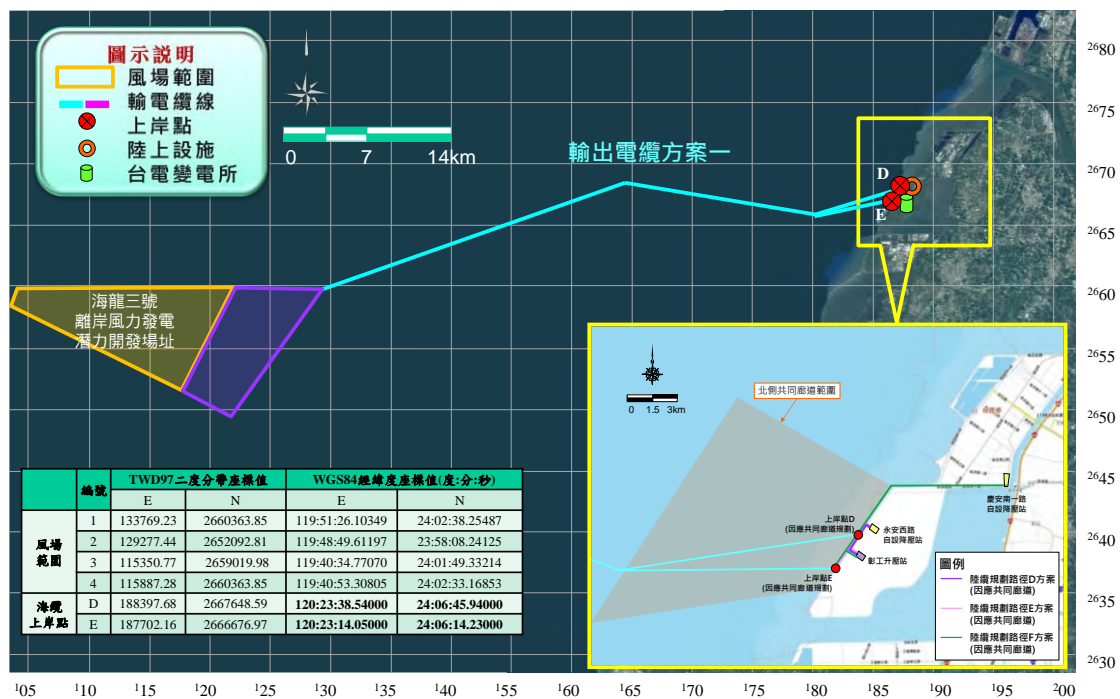 圖示説明
風場範圍
輸電纜線
上岸點
陸上設施
台電變電所
0 7 14km
輸出電纜方案一
D
E
海龍三號
離岸風力發電
潛力開發場址
²⁶80
²⁶75
²⁶70
²⁶65
²⁶60
²⁶55
²⁶50
²⁶45
²⁶40
²⁶35
²⁶30
北側共同廊道範圍
0 1.5 3km
慶安南一路
自設降壓站
上岸點D
(因應共同廊道規劃)
永安西路
自設降壓站
彰工升壓站
上岸點E
(因應共同廊道規劃)
圖例
陸纜規劃路徑D方案
(因應共同廊道)
陸纜規劃路徑E方案
(因應共同廊道)
陸纜規劃路徑F方案
(因應共同廊道)
編號 TWD97二度分帶座標值 WGS84經緯度座標值(度:分:秒)
E N E N
風場範圍
1 133769.23 2660363.85 119:51:26.10349 24:02:38.25487
2 129277.44 2652092.81 119:48:49.61197 23:58:08.24125
3 115350.77 2659019.98 119:40:34.77070 24:01:49.33214
4 115887.28 2660363.85 119:40:53.30805 24:02:33.16853
海纜上岸點
D 188397.68 2667648.59 120:23:38.54000 24:06:45.94000
E 187702.16 2666676.97 120:23:14.05000 24:06:14.23000
¹05 ¹10 ¹15 ¹20 ¹25 ¹30 ¹35 ¹40 ¹45 ¹50 ¹55 ¹60 ¹65 ¹70 ¹75 ¹80 ¹85 ¹90 ¹95 ²00